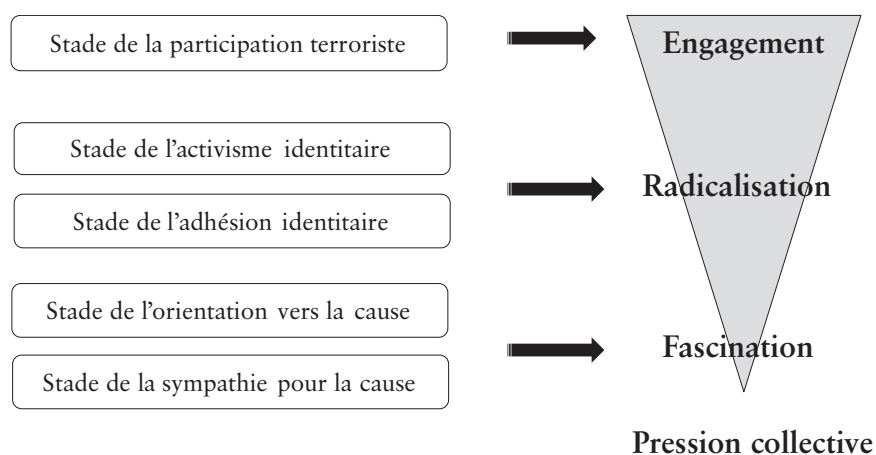 Stade de la participation terroriste
Engagement
Stade de l’activisme identitaire
Radicalisation
Stade de l’adhésion identitaire
Stade de l’orientation vers la cause
Fascination
Stade de la sympathie pour la cause
Pression collective